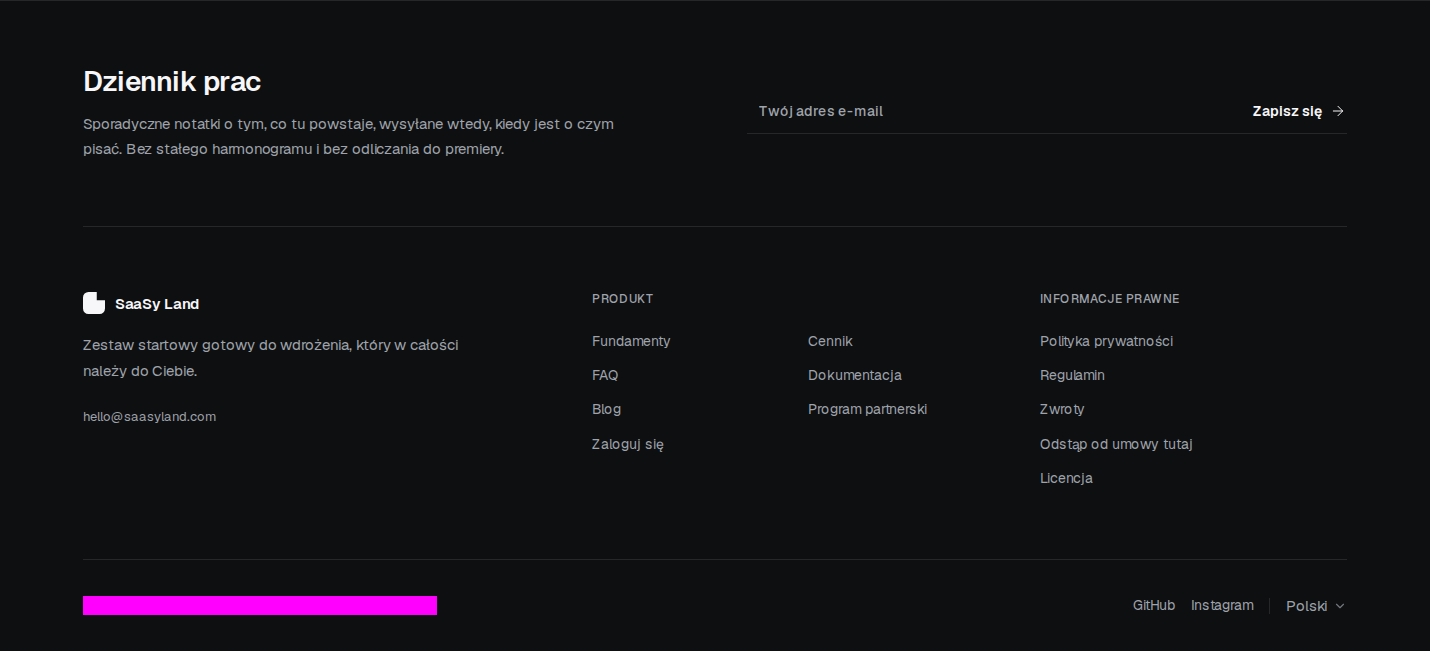 Dziennik prac
Sporadyczne notatki o tym, co tu powstaje, wysyłane wtedy, kiedy jest o czym
pisać. Bez stałego harmonogramu i bez odliczania do premiery.
Twój adres e-mail
Zapisz się
SaaSy Land
Zestaw startowy gotowy do wdrożenia, który w całości
należy do Ciebie.
hello@saasyland.com
PRODUKT
Fundamenty
FAQ
Blog
Zaloguj się
Cennik
Dokumentacja
Program partnerski
INFORMACJE PRAWNE
Polityka prywatności
Regulamin
Zwroty
Odstąp od umowy tutaj
Licencja
GitHub
Instagram
Polski